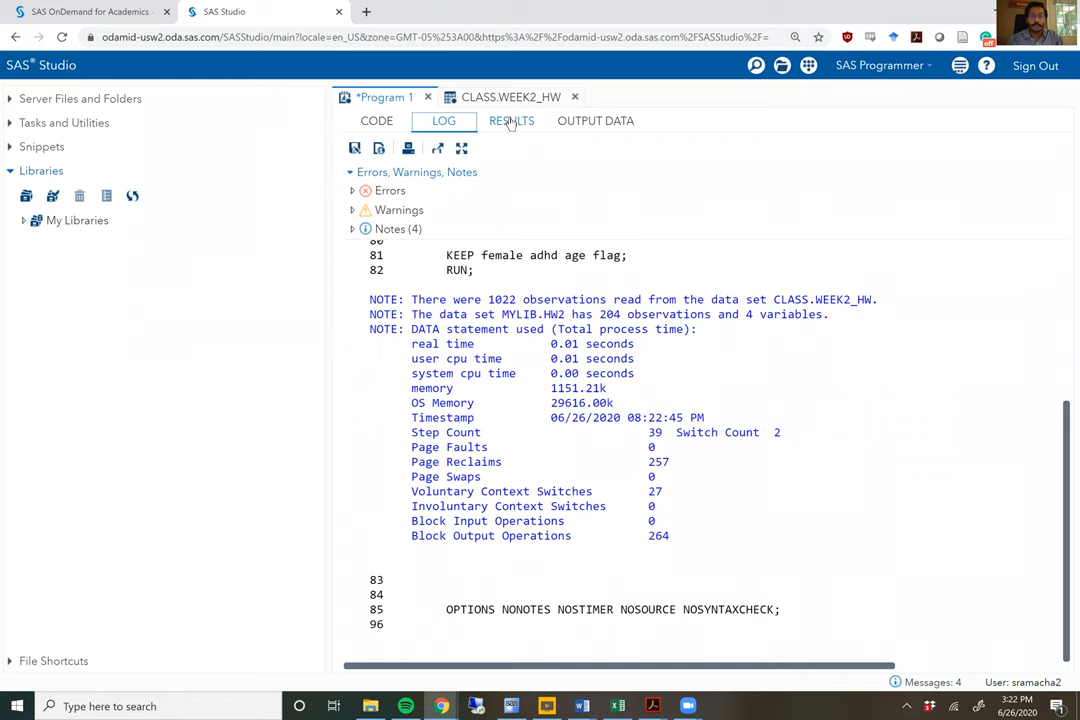 SAS OnDemand for Academics -
SAS Studio
odamid-usw2.oda.sas.com/SASStudio/main?locale=en_US&zone=GMT-05%253A00&https%3A%2F%2Fodamid-usw2.oda.sas.com%2FSASStudio%2F=
off
SAS® Studio
SAS Programmer
Sign Out
Server Files and Folders
Tasks and Utilities
Snippets
Libraries
My Libraries
File Shortcuts
*Program 1
CLASS.WEEK2_HW
CODE
LOG
RESULTS
OUTPUT DATA
Errors, Warnings, Notes
Errors
Warnings
Notes (4)
80
81 KEEP female adhd age flag;
82 RUN;
NOTE: There were 1022 observations read from the data set CLASS.WEEK2_HW.
NOTE: The data set MYLIB.HW2 has 204 observations and 4 variables.
NOTE: DATA statement used (Total process time):
real time 0.01 seconds
user cpu time 0.01 seconds
system cpu time 0.00 seconds
memory 1151.21k
OS Memory 29616.00k
Timestamp 06/26/2020 08:22:45 PM
Step Count 39 Switch Count 2
Page Faults 0
Page Reclaims 257
Page Swaps 0
Voluntary Context Switches 27
Involuntary Context Switches 0
Block Input Operations 0
Block Output Operations 264
83
84
85 OPTIONS NONOTES NOSTIMER NOSOURCE NOSYNTAXCHECK;
96
Messages: 4
User: sramacha2
Type here to search
3:22 PM
6/26/2020